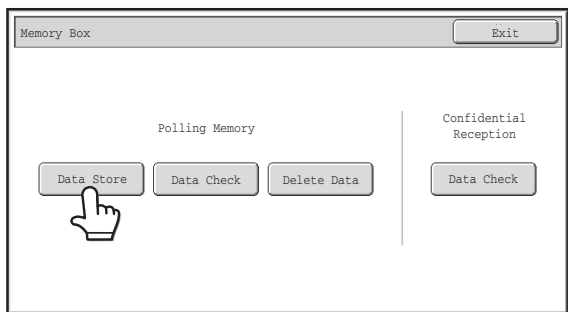 Memory Box
Exit
Polling Memory
Confidential
Reception
Data Store
Data Check
Delete Data
Data Check